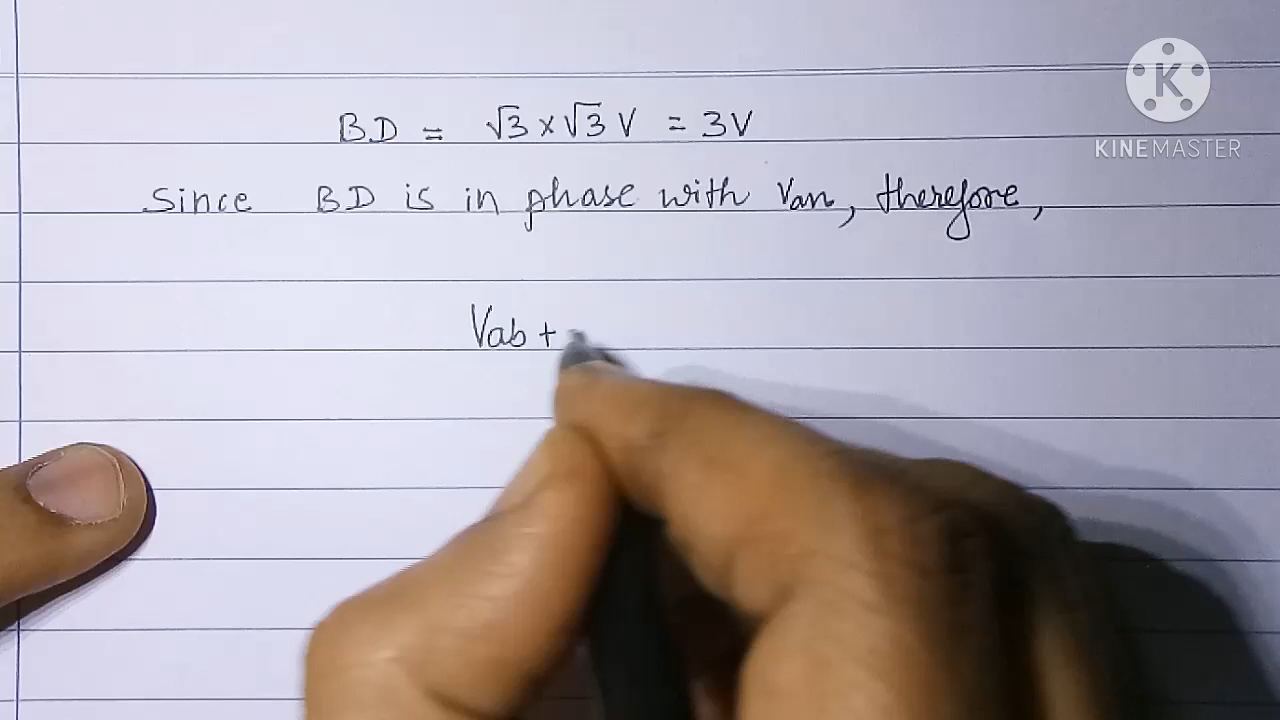 K
KINEMASTER
BD = √3 × √3 V = 3V
Since BD is in phase with Van, therefore,
Vab +